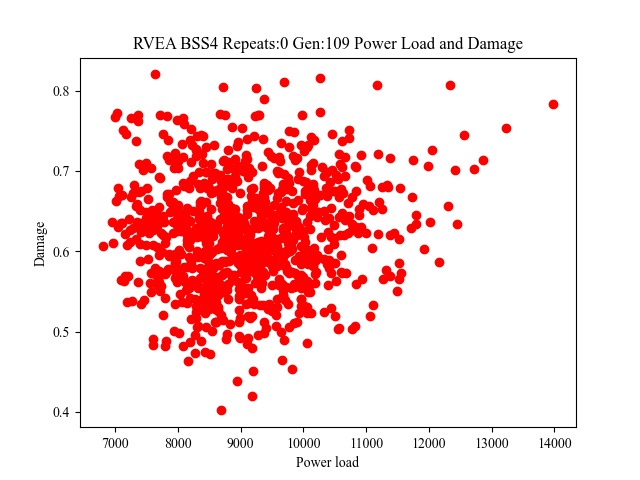 RVEA BSS4 Repeats:0 Gen:109 Power Load and Damage
0.8
0.7
0.6
0.5
0.4
Damage
7000 8000 9000 10000 11000 12000 13000 14000
Power load